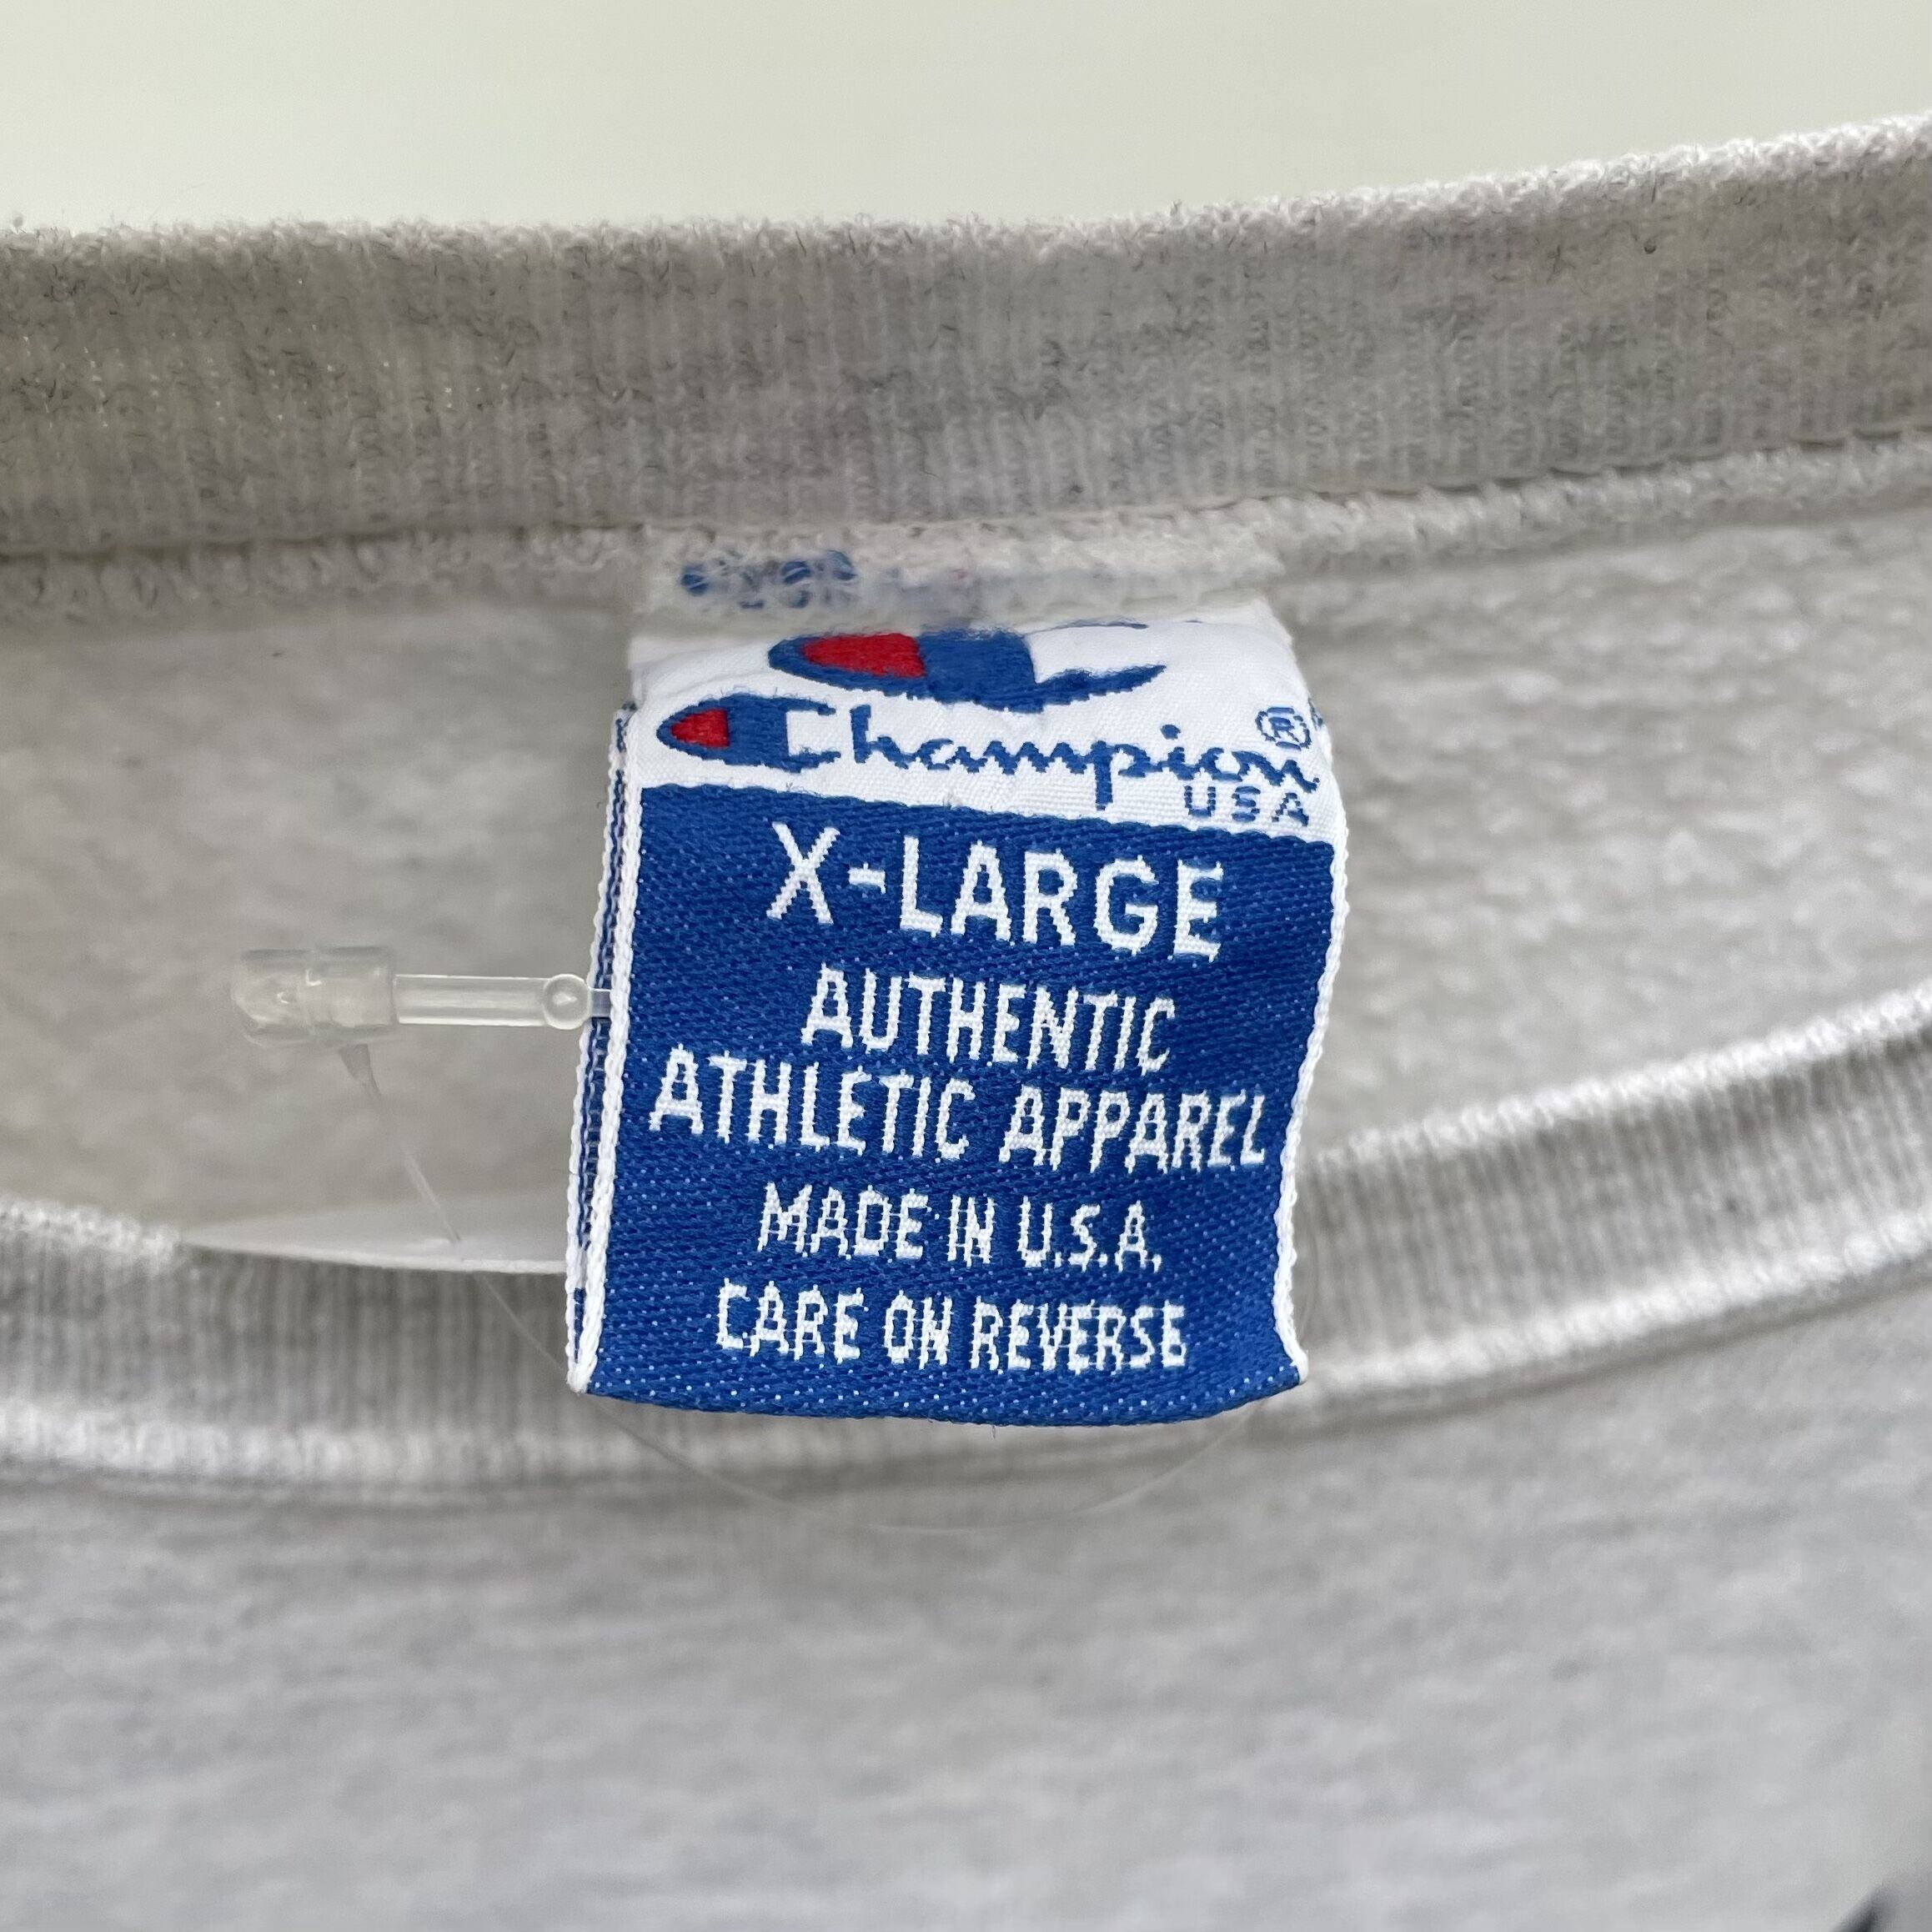 Champion®
USA
X-LARGE
AUTHENTIC
ATHLETIC APPAREL
MADE IN U.S.A.
CARE ON REVERSE